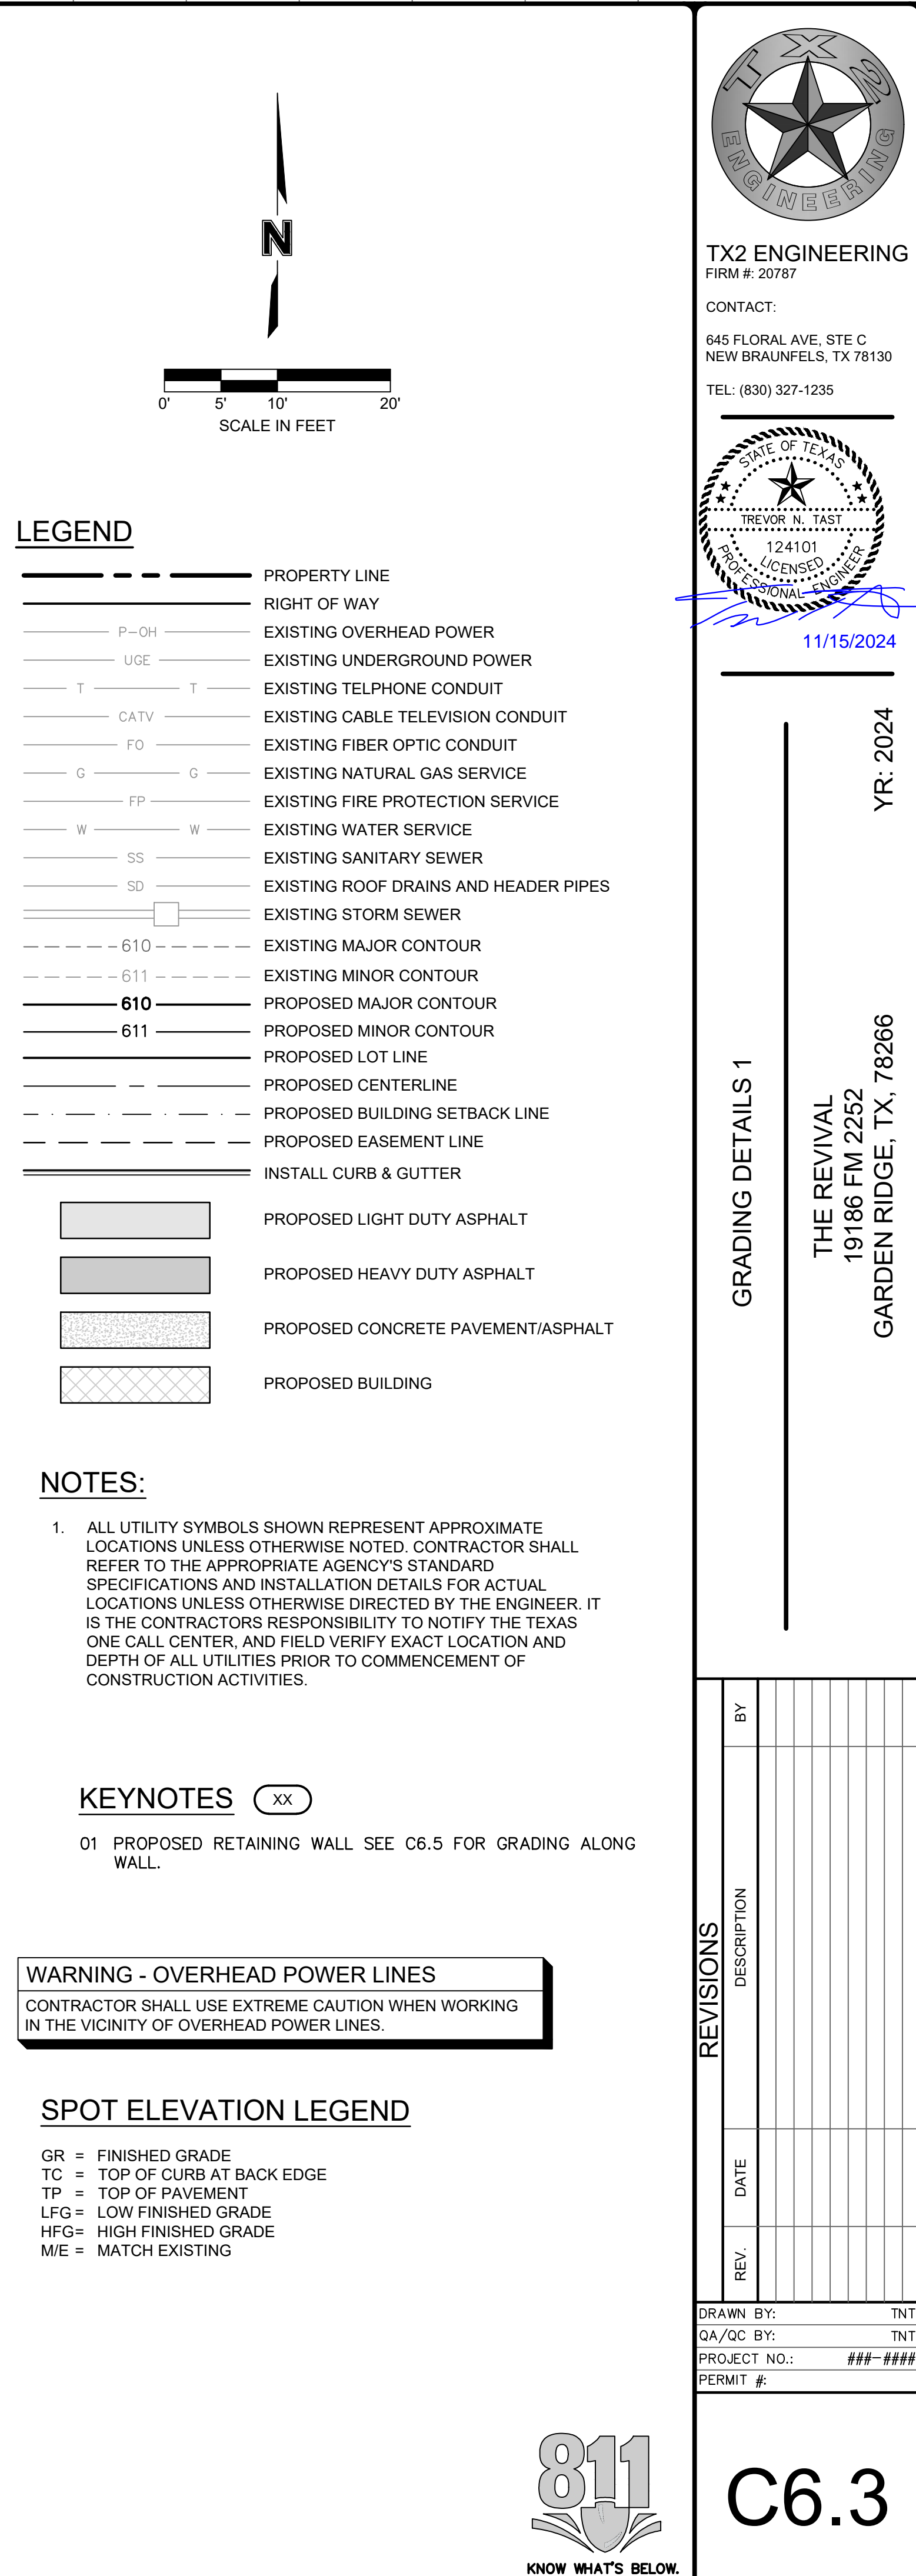 N
0' 5' 10' 20'
SCALE IN FEET
LEGEND
PROPERTY LINE
RIGHT OF WAY
P-OH EXISTING OVERHEAD POWER
UGE EXISTING UNDERGROUND POWER
T T EXISTING TELPHONE CONDUIT
CATV EXISTING CABLE TELEVISION CONDUIT
FO EXISTING FIBER OPTIC CONDUIT
G G EXISTING NATURAL GAS SERVICE
FP EXISTING FIRE PROTECTION SERVICE
W W EXISTING WATER SERVICE
SS EXISTING SANITARY SEWER
SD EXISTING ROOF DRAINS AND HEADER PIPES
EXISTING STORM SEWER
610 EXISTING MAJOR CONTOUR
611 EXISTING MINOR CONTOUR
610 PROPOSED MAJOR CONTOUR
611 PROPOSED MINOR CONTOUR
PROPOSED LOT LINE
PROPOSED CENTERLINE
PROPOSED BUILDING SETBACK LINE
PROPOSED EASEMENT LINE
INSTALL CURB & GUTTER
PROPOSED LIGHT DUTY ASPHALT
PROPOSED HEAVY DUTY ASPHALT
PROPOSED CONCRETE PAVEMENT/ASPHALT
PROPOSED BUILDING
NOTES:
1. ALL UTILITY SYMBOLS SHOWN REPRESENT APPROXIMATE
LOCATIONS UNLESS OTHERWISE NOTED. CONTRACTOR SHALL
REFER TO THE APPROPRIATE AGENCY'S STANDARD
SPECIFICATIONS AND INSTALLATION DETAILS FOR ACTUAL
LOCATIONS UNLESS OTHERWISE DIRECTED BY THE ENGINEER. IT
IS THE CONTRACTORS RESPONSIBILITY TO NOTIFY THE TEXAS
ONE CALL CENTER, AND FIELD VERIFY EXACT LOCATION AND
DEPTH OF ALL UTILITIES PRIOR TO COMMENCEMENT OF
CONSTRUCTION ACTIVITIES.
KEYNOTES XX
01 PROPOSED RETAINING WALL SEE C6.5 FOR GRADING ALONG
WALL.
WARNING - OVERHEAD POWER LINES
CONTRACTOR SHALL USE EXTREME CAUTION WHEN WORKING
IN THE VICINITY OF OVERHEAD POWER LINES.
SPOT ELEVATION LEGEND
GR = FINISHED GRADE
TC = TOP OF CURB AT BACK EDGE
TP = TOP OF PAVEMENT
LFG = LOW FINISHED GRADE
HFG= HIGH FINISHED GRADE
M/E = MATCH EXISTING
811
KNOW WHAT'S BELOW.
TX2
ENGINEERING
TX2 ENGINEERING
FIRM #: 20787
CONTACT:
645 FLORAL AVE, STE C
NEW BRAUNFELS, TX 78130
TEL: (830) 327-1235
STATE OF TEXAS
TREVOR N. TAST
124101
LICENSED
PROFESSIONAL ENGINEER
11/15/2024
YR: 2024
GRADING DETAILS 1
THE REVIVAL
19186 FM 2252
GARDEN RIDGE, TX, 78266
REVISIONS
REV. DATE DESCRIPTION BY
DRAWN BY: TNT
QA/QC BY: TNT
PROJECT NO.: ###-####
PERMIT #:
C6.3